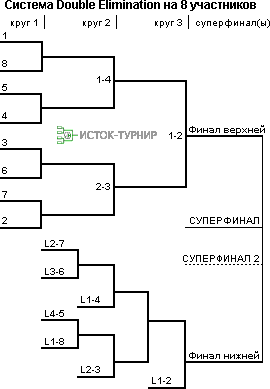 Система Double Elimination на 8 участников
круг 1 круг 2 круг 3 суперфинал(ы)
1
8
1-4
5
4
ИСТОК-ТУРНИР
1-2
Финал верхней
3
6
2-3
7
2
СУПЕРФИНАЛ
L2-7
СУПЕРФИНАЛ 2
L3-6
L1-4
L4-5
L1-8
Финал нижней
L2-3
L1-2